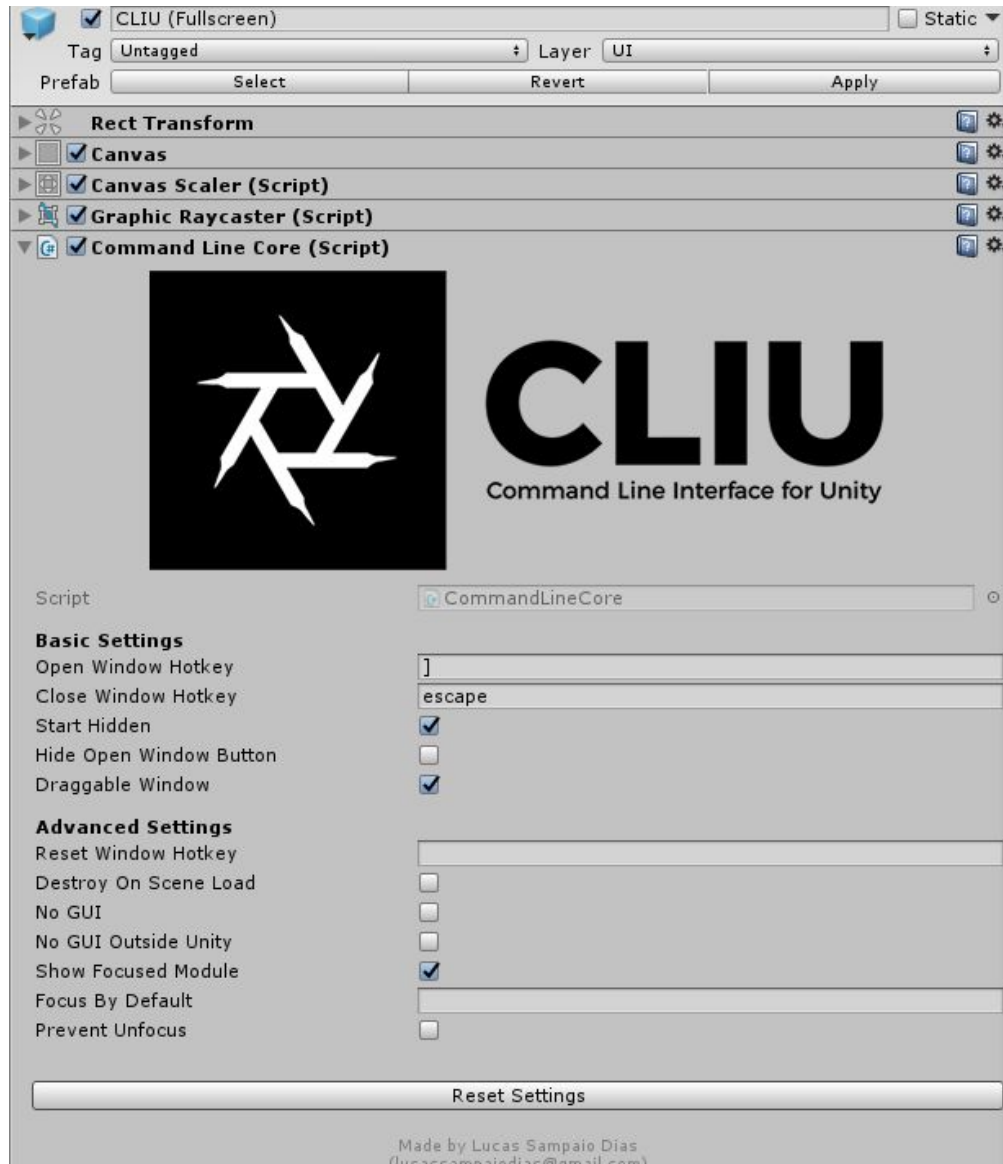 CLIU (Fullscreen) Static
Tag Untagged Layer UI
Prefab Select Revert Apply
Rect Transform
Canvas
Canvas Scaler (Script)
Graphic Raycaster (Script)
Command Line Core (Script)
CLIU
Command Line Interface for Unity
Script CommandLineCore
Basic Settings
Open Window Hotkey ]
Close Window Hotkey escape
Start Hidden
Hide Open Window Button
Draggable Window
Advanced Settings
Reset Window Hotkey
Destroy On Scene Load
No GUI
No GUI Outside Unity
Show Focused Module
Focus By Default
Prevent Unfocus
Reset Settings
Made by Lucas Sampaio Dias
(lucassampaiodias@gmail.com)